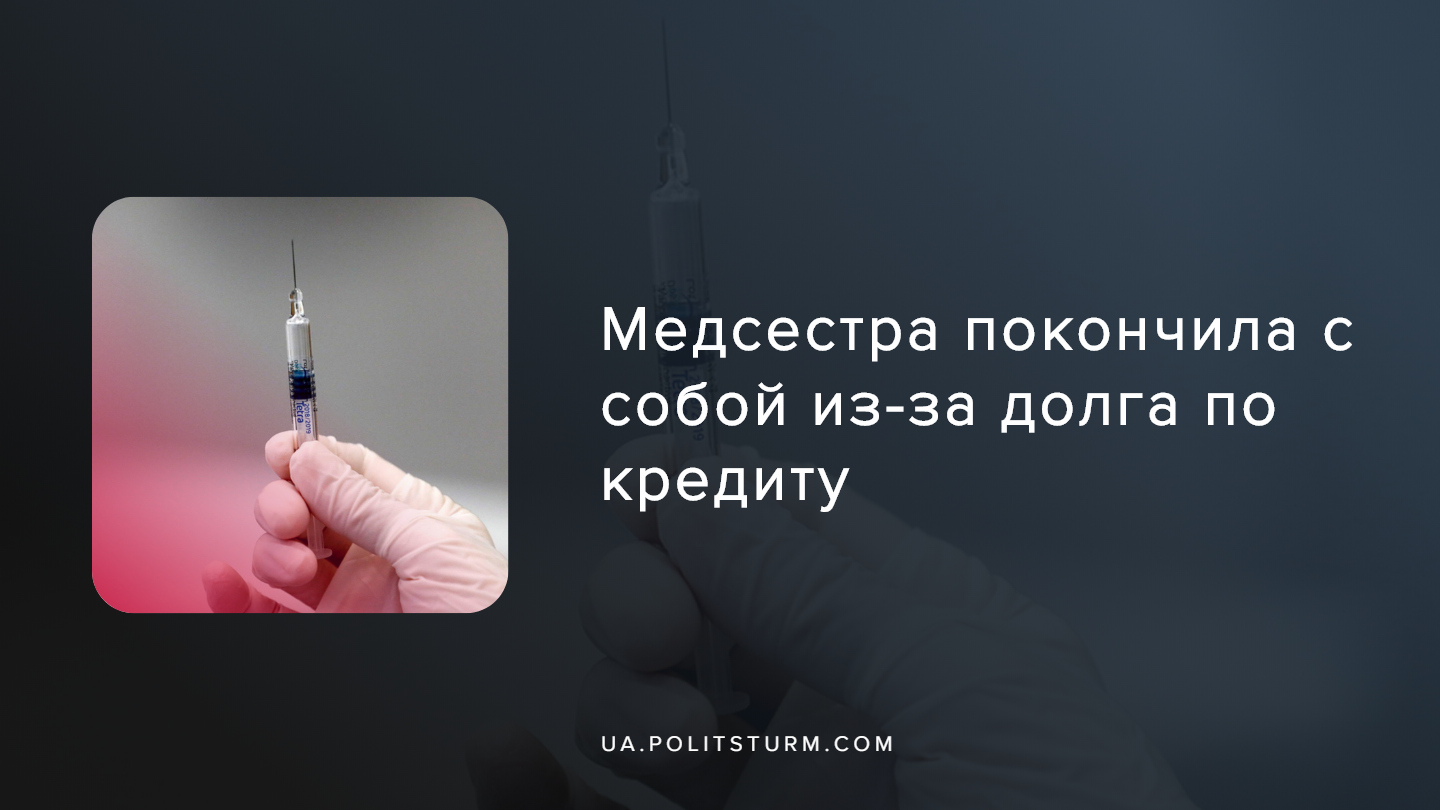 Медсестра покончила с
собой из-за долга по
кредиту
UA.POLITSTURM.COM